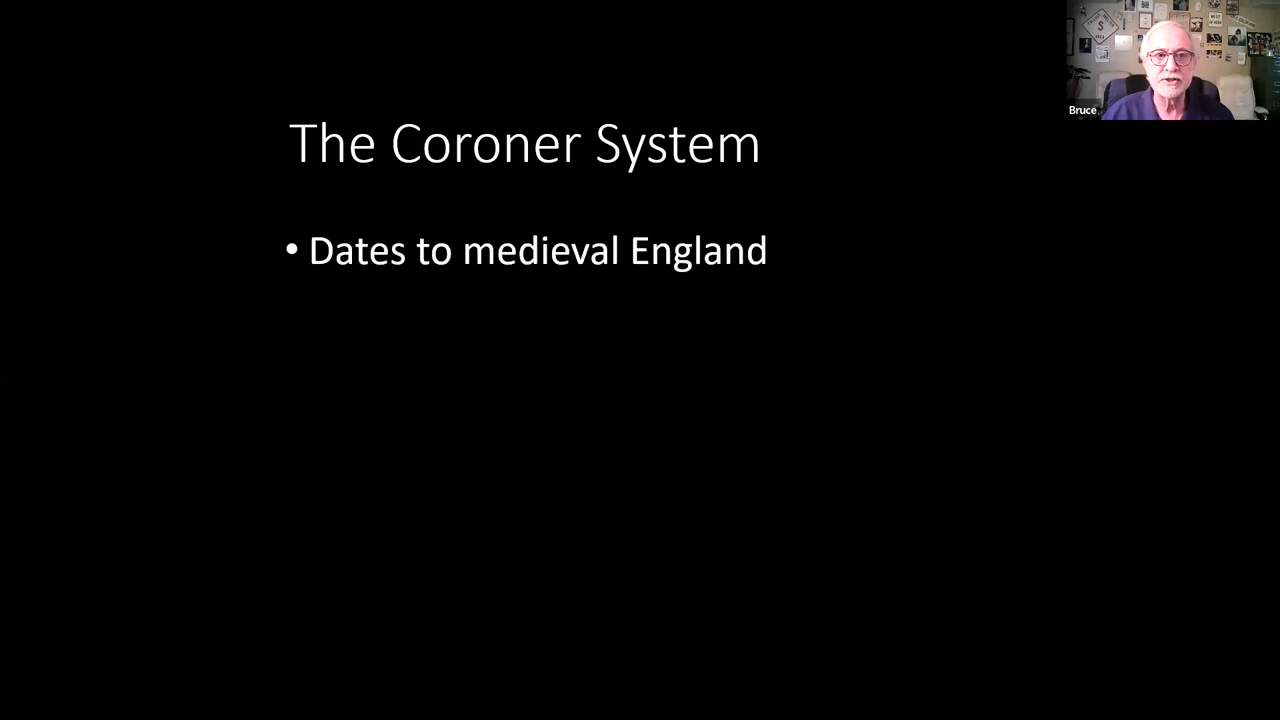 The Coroner System
• Dates to medieval England
Bruce